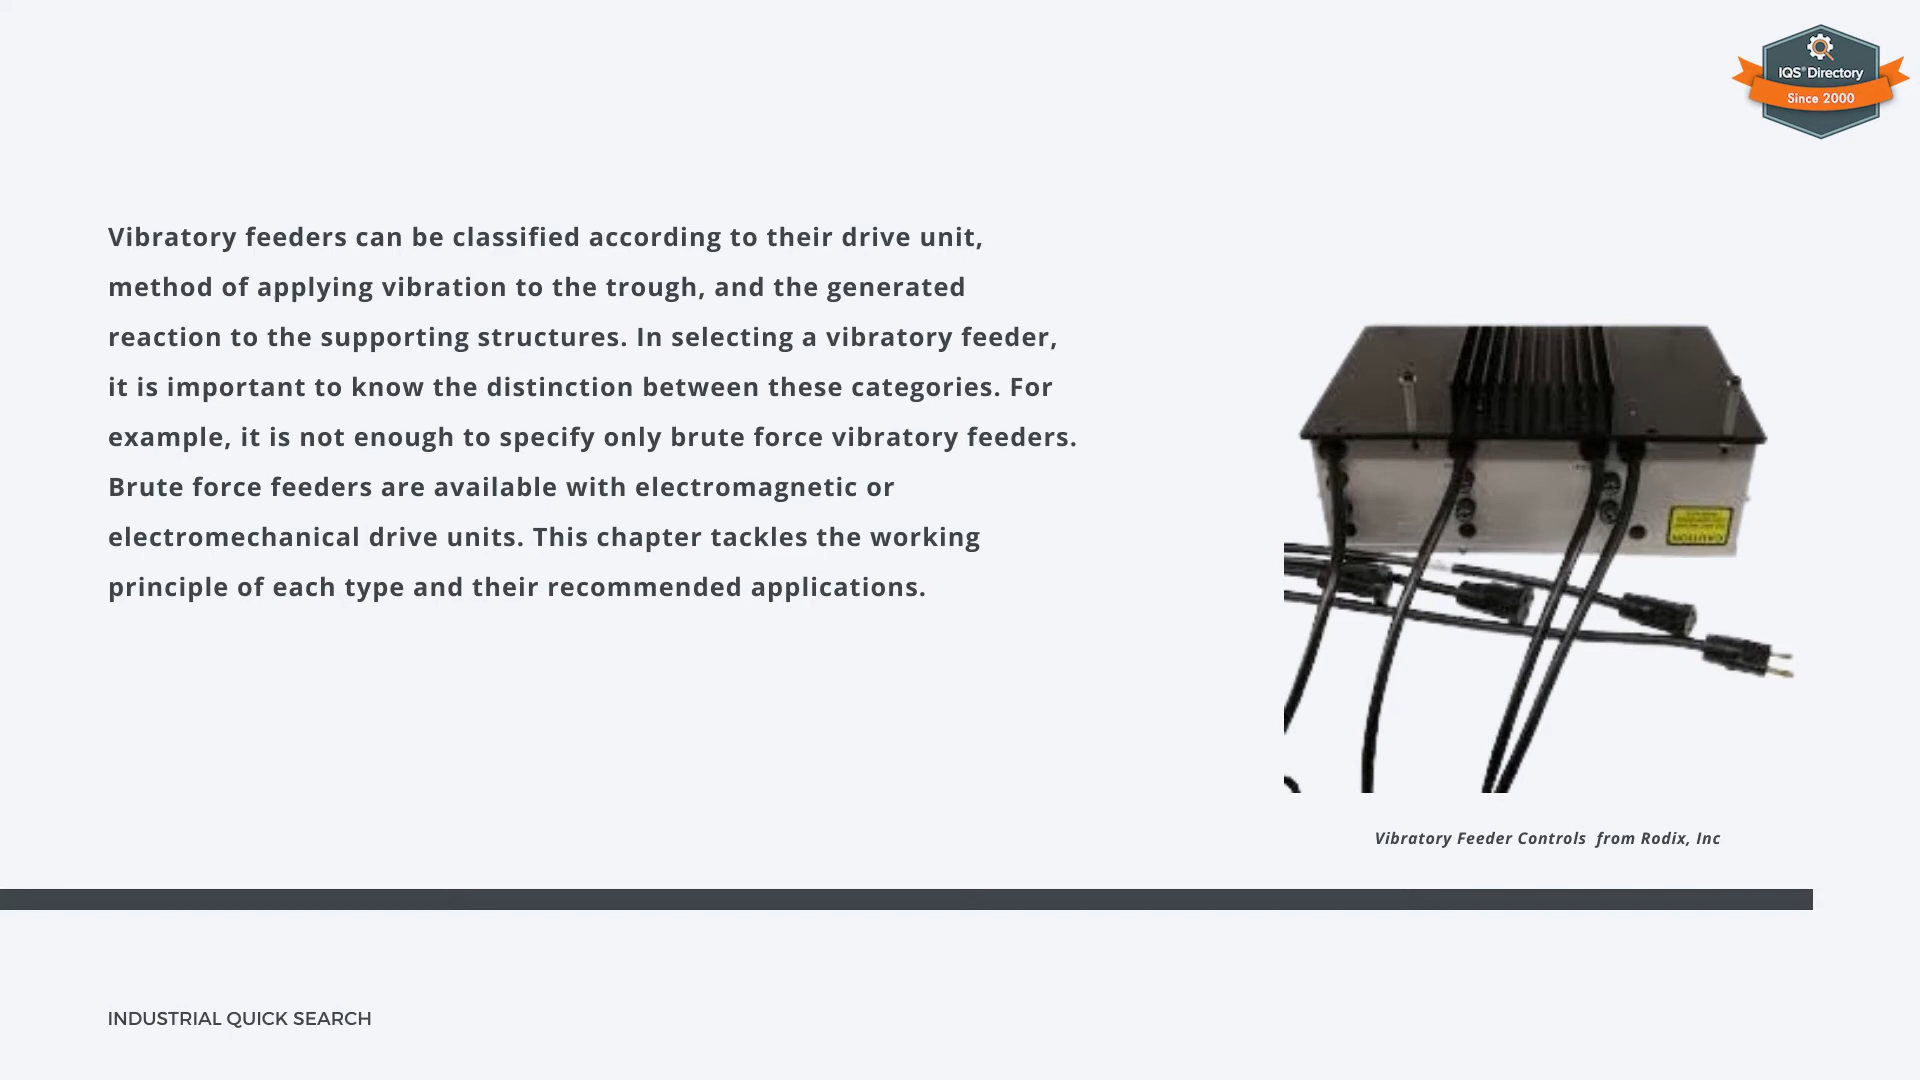 IQS® Directory
Since 2000
Vibratory feeders can be classified according to their drive unit,
method of applying vibration to the trough, and the generated
reaction to the supporting structures. In selecting a vibratory feeder,
it is important to know the distinction between these categories. For
example, it is not enough to specify only brute force vibratory feeders.
Brute force feeders are available with electromagnetic or
electromechanical drive units. This chapter tackles the working
principle of each type and their recommended applications.
CAUTION
Vibratory Feeder Controls from Rodix, Inc
INDUSTRIAL QUICK SEARCH